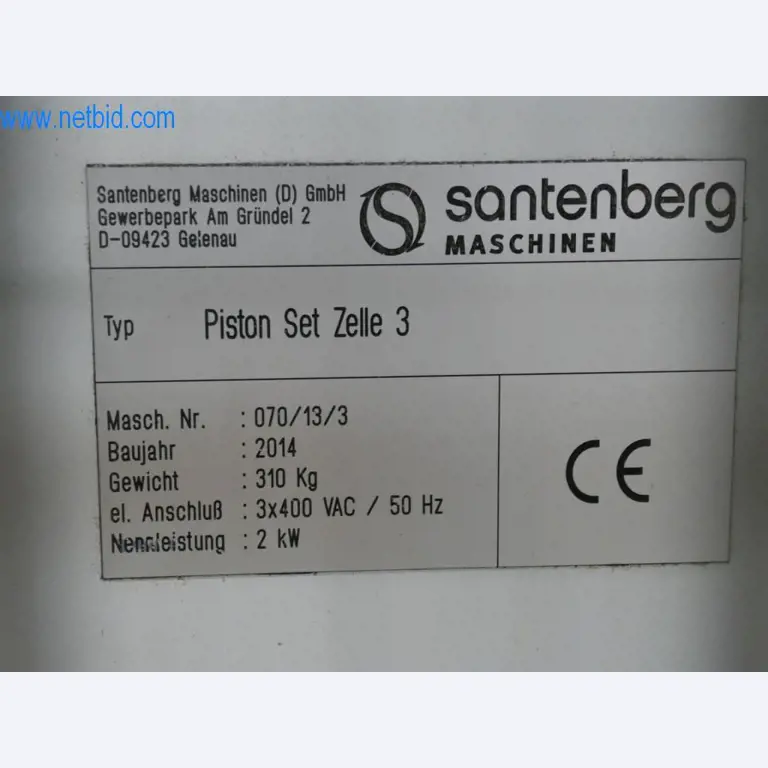 www.netbid.com
Santenberg Maschinen (D) GmbH
Gewerbepark Am Gründel 2
D-09423 Gelenau
santenberg
MASCHINEN
Typ Piston Set Zelle 3
Masch. Nr. : 070/13/3
Baujahr : 2014
Gewicht : 310 Kg
el. Anschluß : 3x400 VAC / 50 Hz
Nennleistung : 2 kW
CE